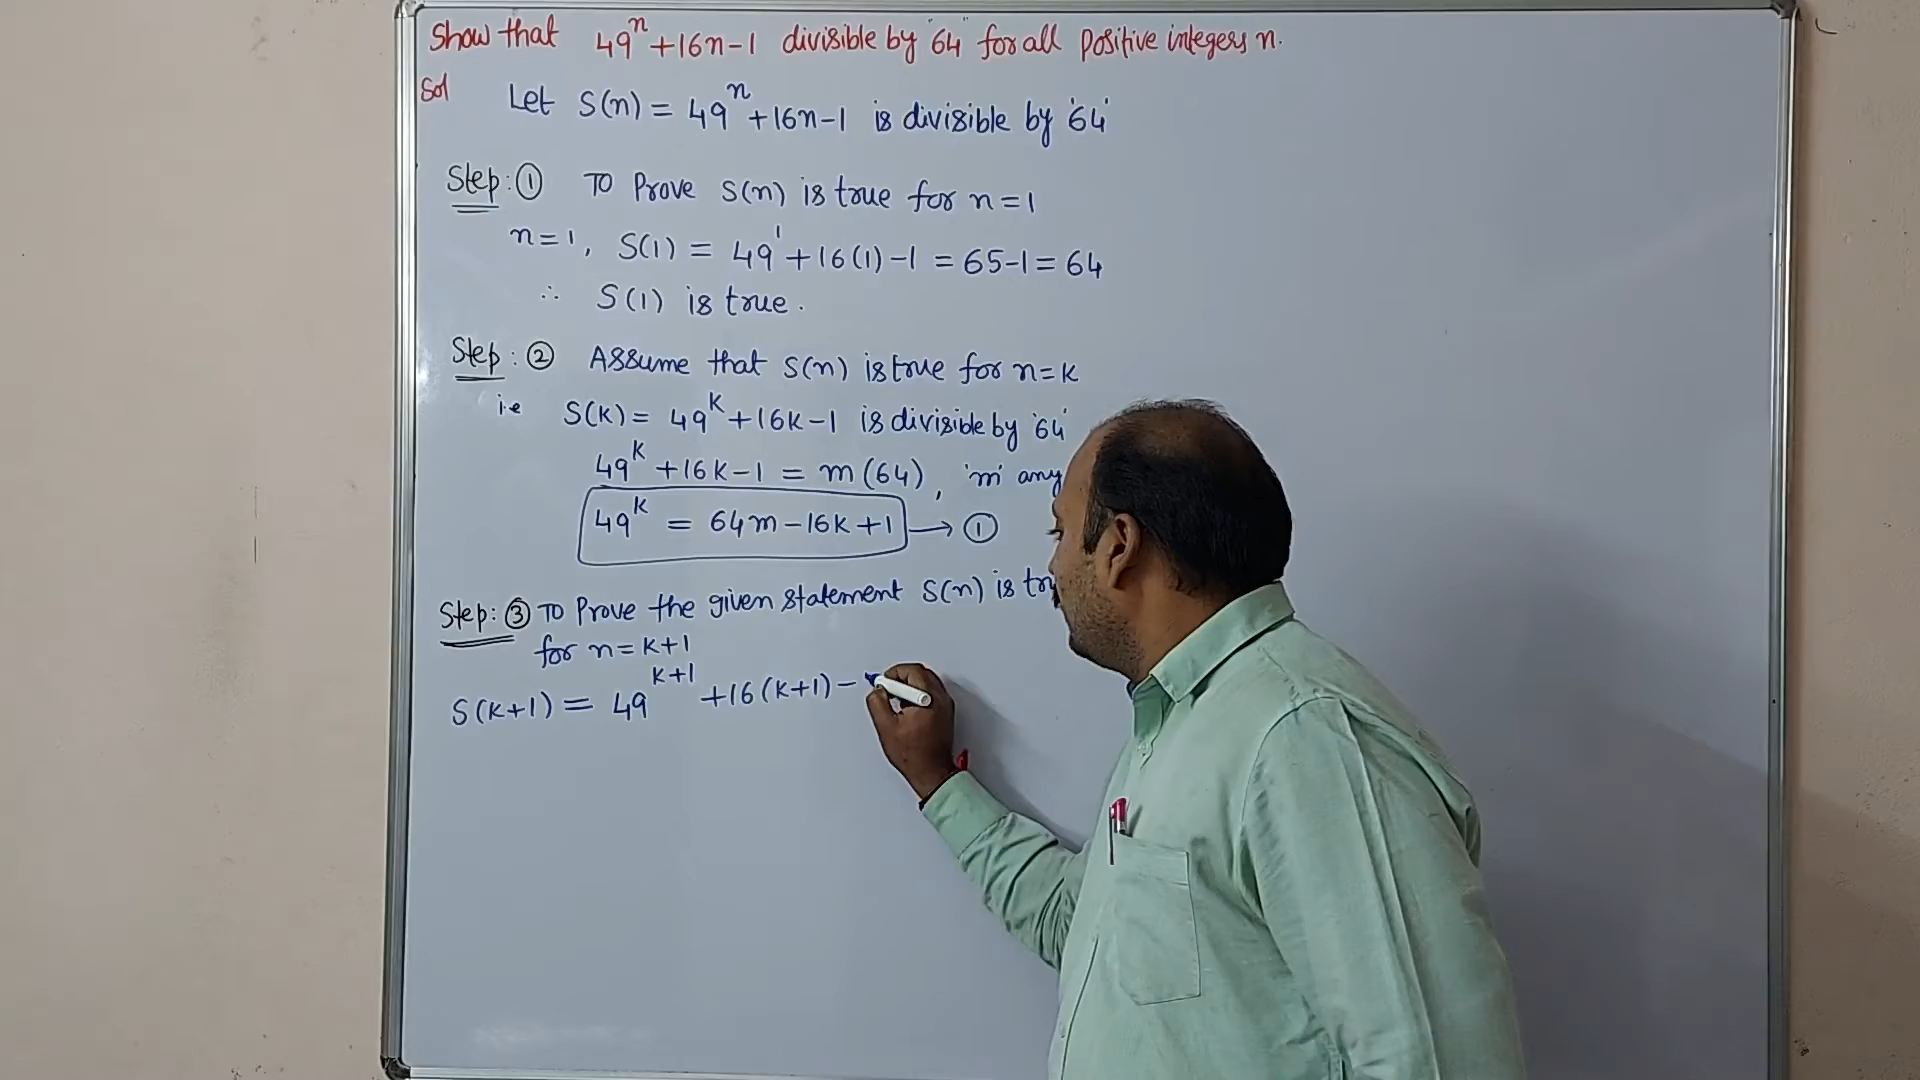 Show that 49^n + 16n - 1 divisible by "64" for all positive integers n.
Sol Let S(n) = 49^n + 16n - 1 is divisible by '64'
Step: ① To Prove S(n) is true for n = 1
n = 1, S(1) = 49^1 + 16(1) - 1 = 65 - 1 = 64
∴ S(1) is true.
Step: ② Assume that S(n) is true for n = k
i.e S(k) = 49^k + 16k - 1 is divisible by '64'
49^k + 16k - 1 = m(64), 'm' any
49^k = 64m - 16k + 1 → ①
Step: ③ To Prove the given statement S(n) is
for n = k+1
S(k+1) = 49^{k+1} + 16(k+1) -